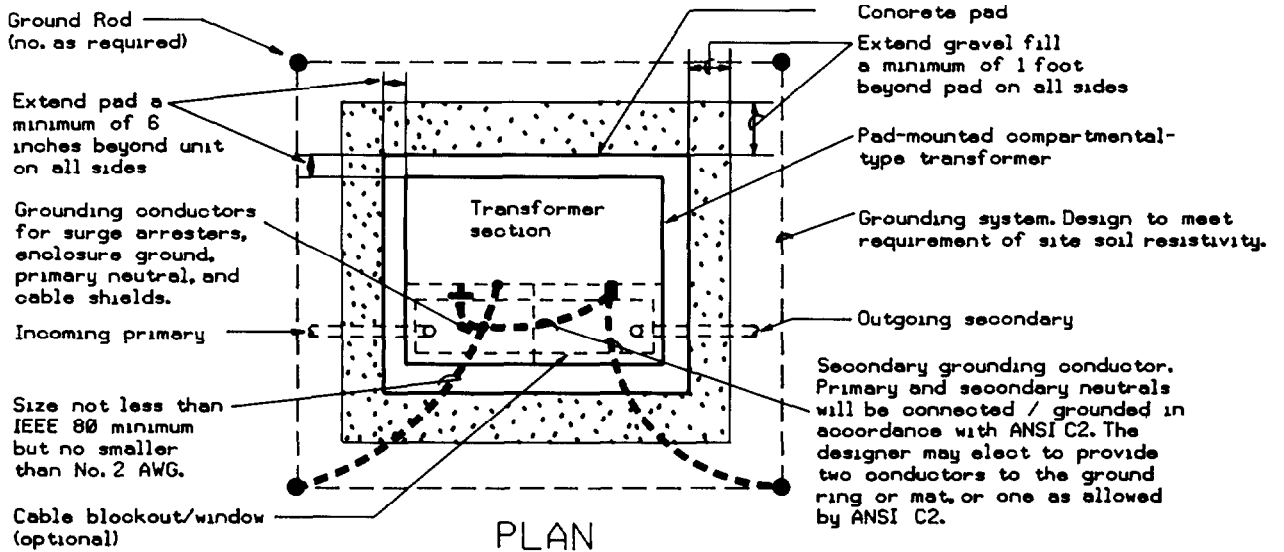 Ground Rod
(no. as required)
Extend pad a
minimum of 6
inches beyond unit
on all sides
Grounding conductors
for surge arresters,
enclosure ground,
primary neutral, and
cable shields.
Incoming primary
Size not less than
IEEE 80 minimum
but no smaller
than No. 2 AWG.
Cable blockout/window
(optional)
Transformer
section
PLAN
Concrete pad
Extend gravel fill
a minimum of 1 foot
beyond pad on all sides
Pad-mounted compartmental-
type transformer
Grounding system. Design to meet
requirement of site soil resistivity.
Outgoing secondary
Secondary grounding conductor.
Primary and secondary neutrals
will be connected / grounded in
accordance with ANSI C2. The
designer may elect to provide
two conductors to the ground
ring or mat, or one as allowed
by ANSI C2.